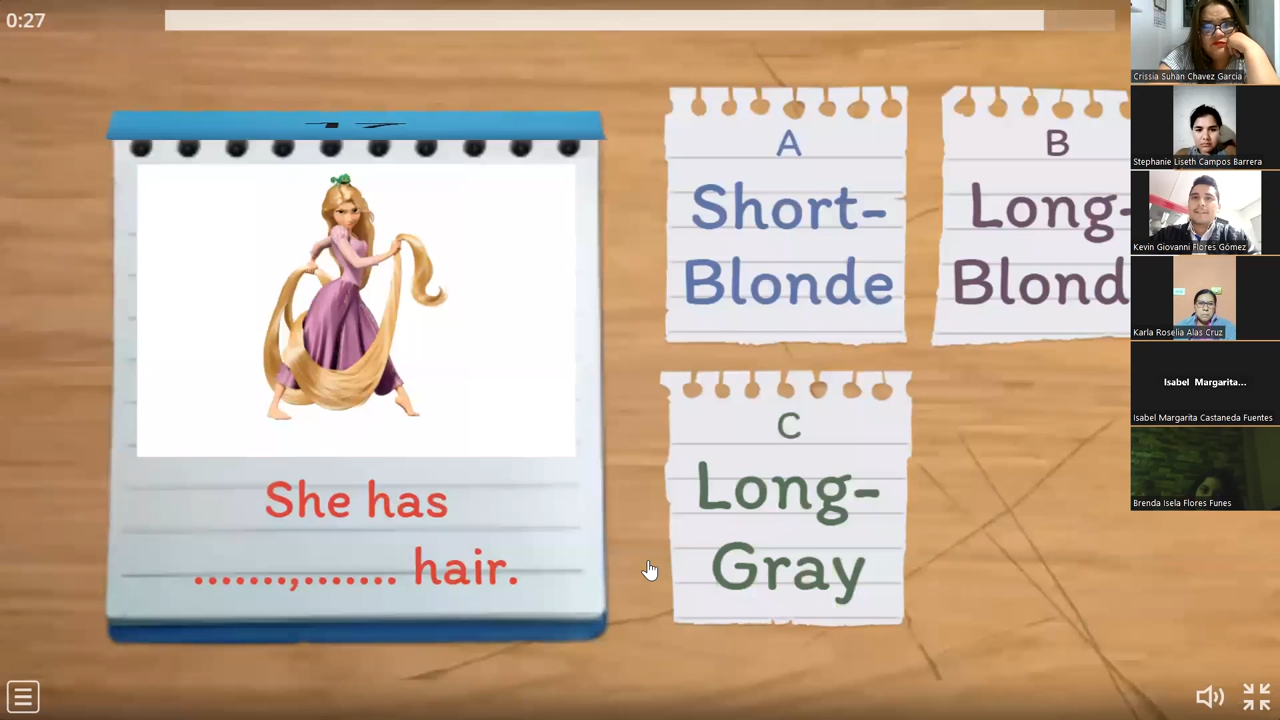 0:27
She has
.......,....... hair.
A
Short-
Blonde
B
Long-
Blond
C
Long-
Gray
Crissia Suhan Chavez Garcia
Stephanie Liseth Campos Barrera
Kevin Giovanni Flores Gómez
Karla Roselia Alas Cruz
Isabel Margarita...
Isabel Margarita Castaneda Fuentes
Brenda Isela Flores Funes